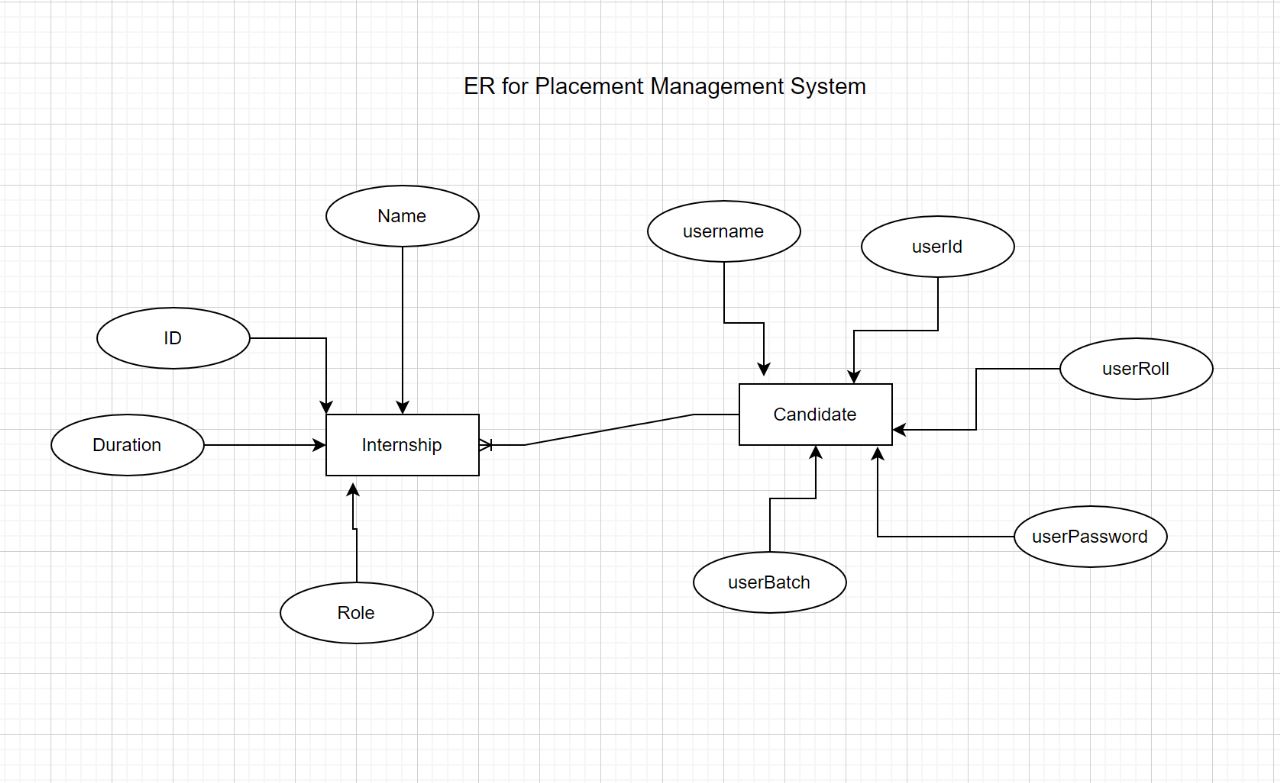 ER for Placement Management System
Name
username
userId
ID
userRoll
Candidate
Duration
Internship
userPassword
userBatch
Role